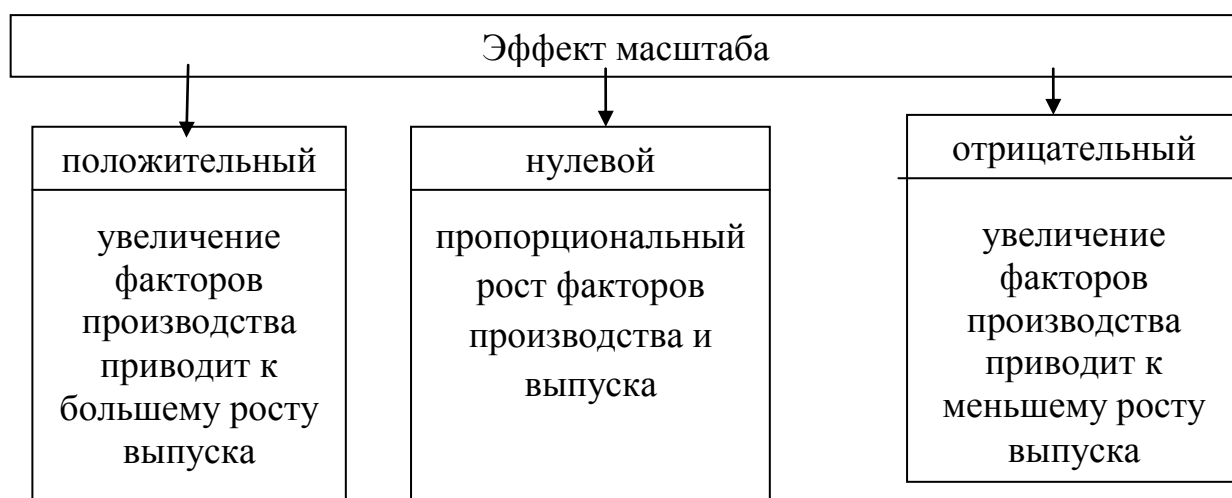 Эффект масштаба
положительный
увеличение
факторов
производства
приводит к
большему росту
выпуска
нулевой
пропорциональный
рост факторов
производства и
выпуска
отрицательный
увеличение
факторов
производства
приводит к
меньшему росту
выпуска